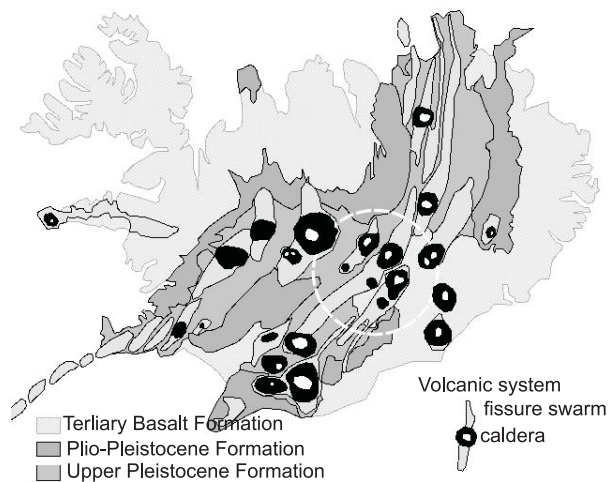 Volcanic system
fissure swarm
caldera
Terliary Basalt Formation
Plio-Pleistocene Formation
Upper Pleistocene Formation